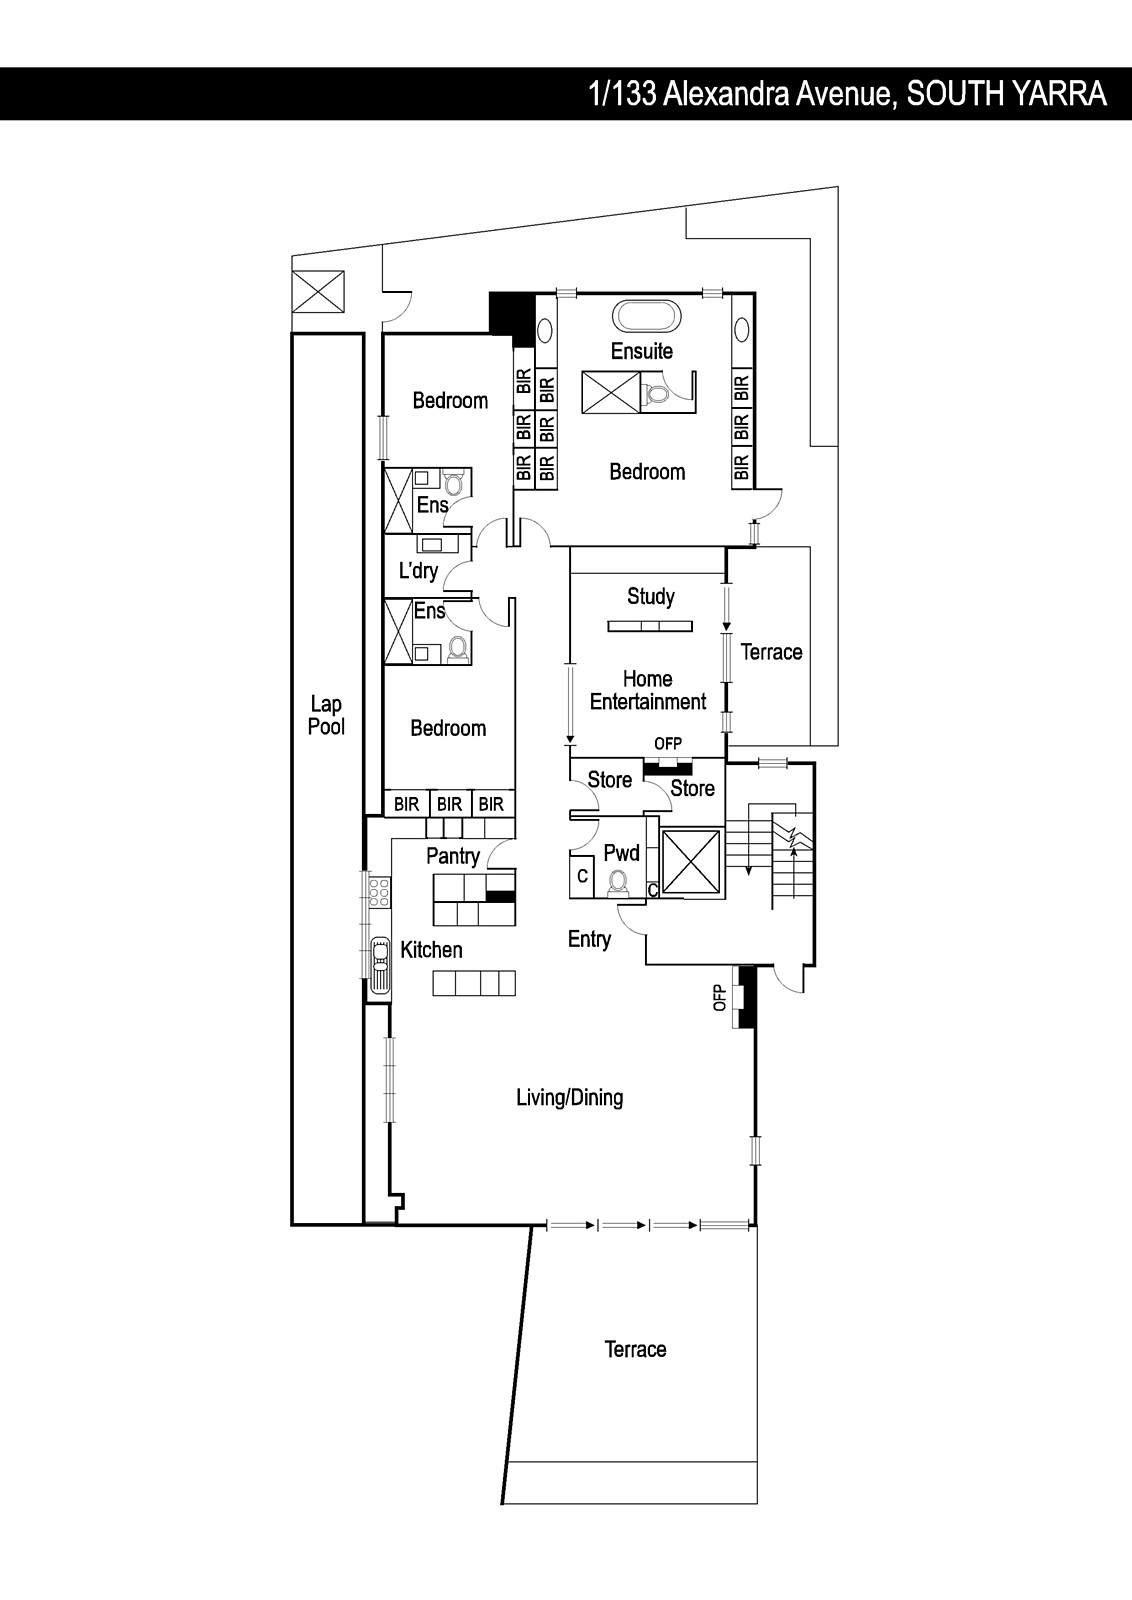 1/133 Alexandra Avenue, SOUTH YARRA
Ensuite
Bedroom
BIR
BIR
BIR
BIR
BIR
BIR
BIR
BIR
BIR
Bedroom
Ens
L'dry
Ens
Study
Terrace
Home
Entertainment
Lap
Pool
Bedroom
OFP
Store
Store
BIR
BIR
BIR
Pantry
Pwd
C
C
Entry
Kitchen
OFP
Living/Dining
Terrace